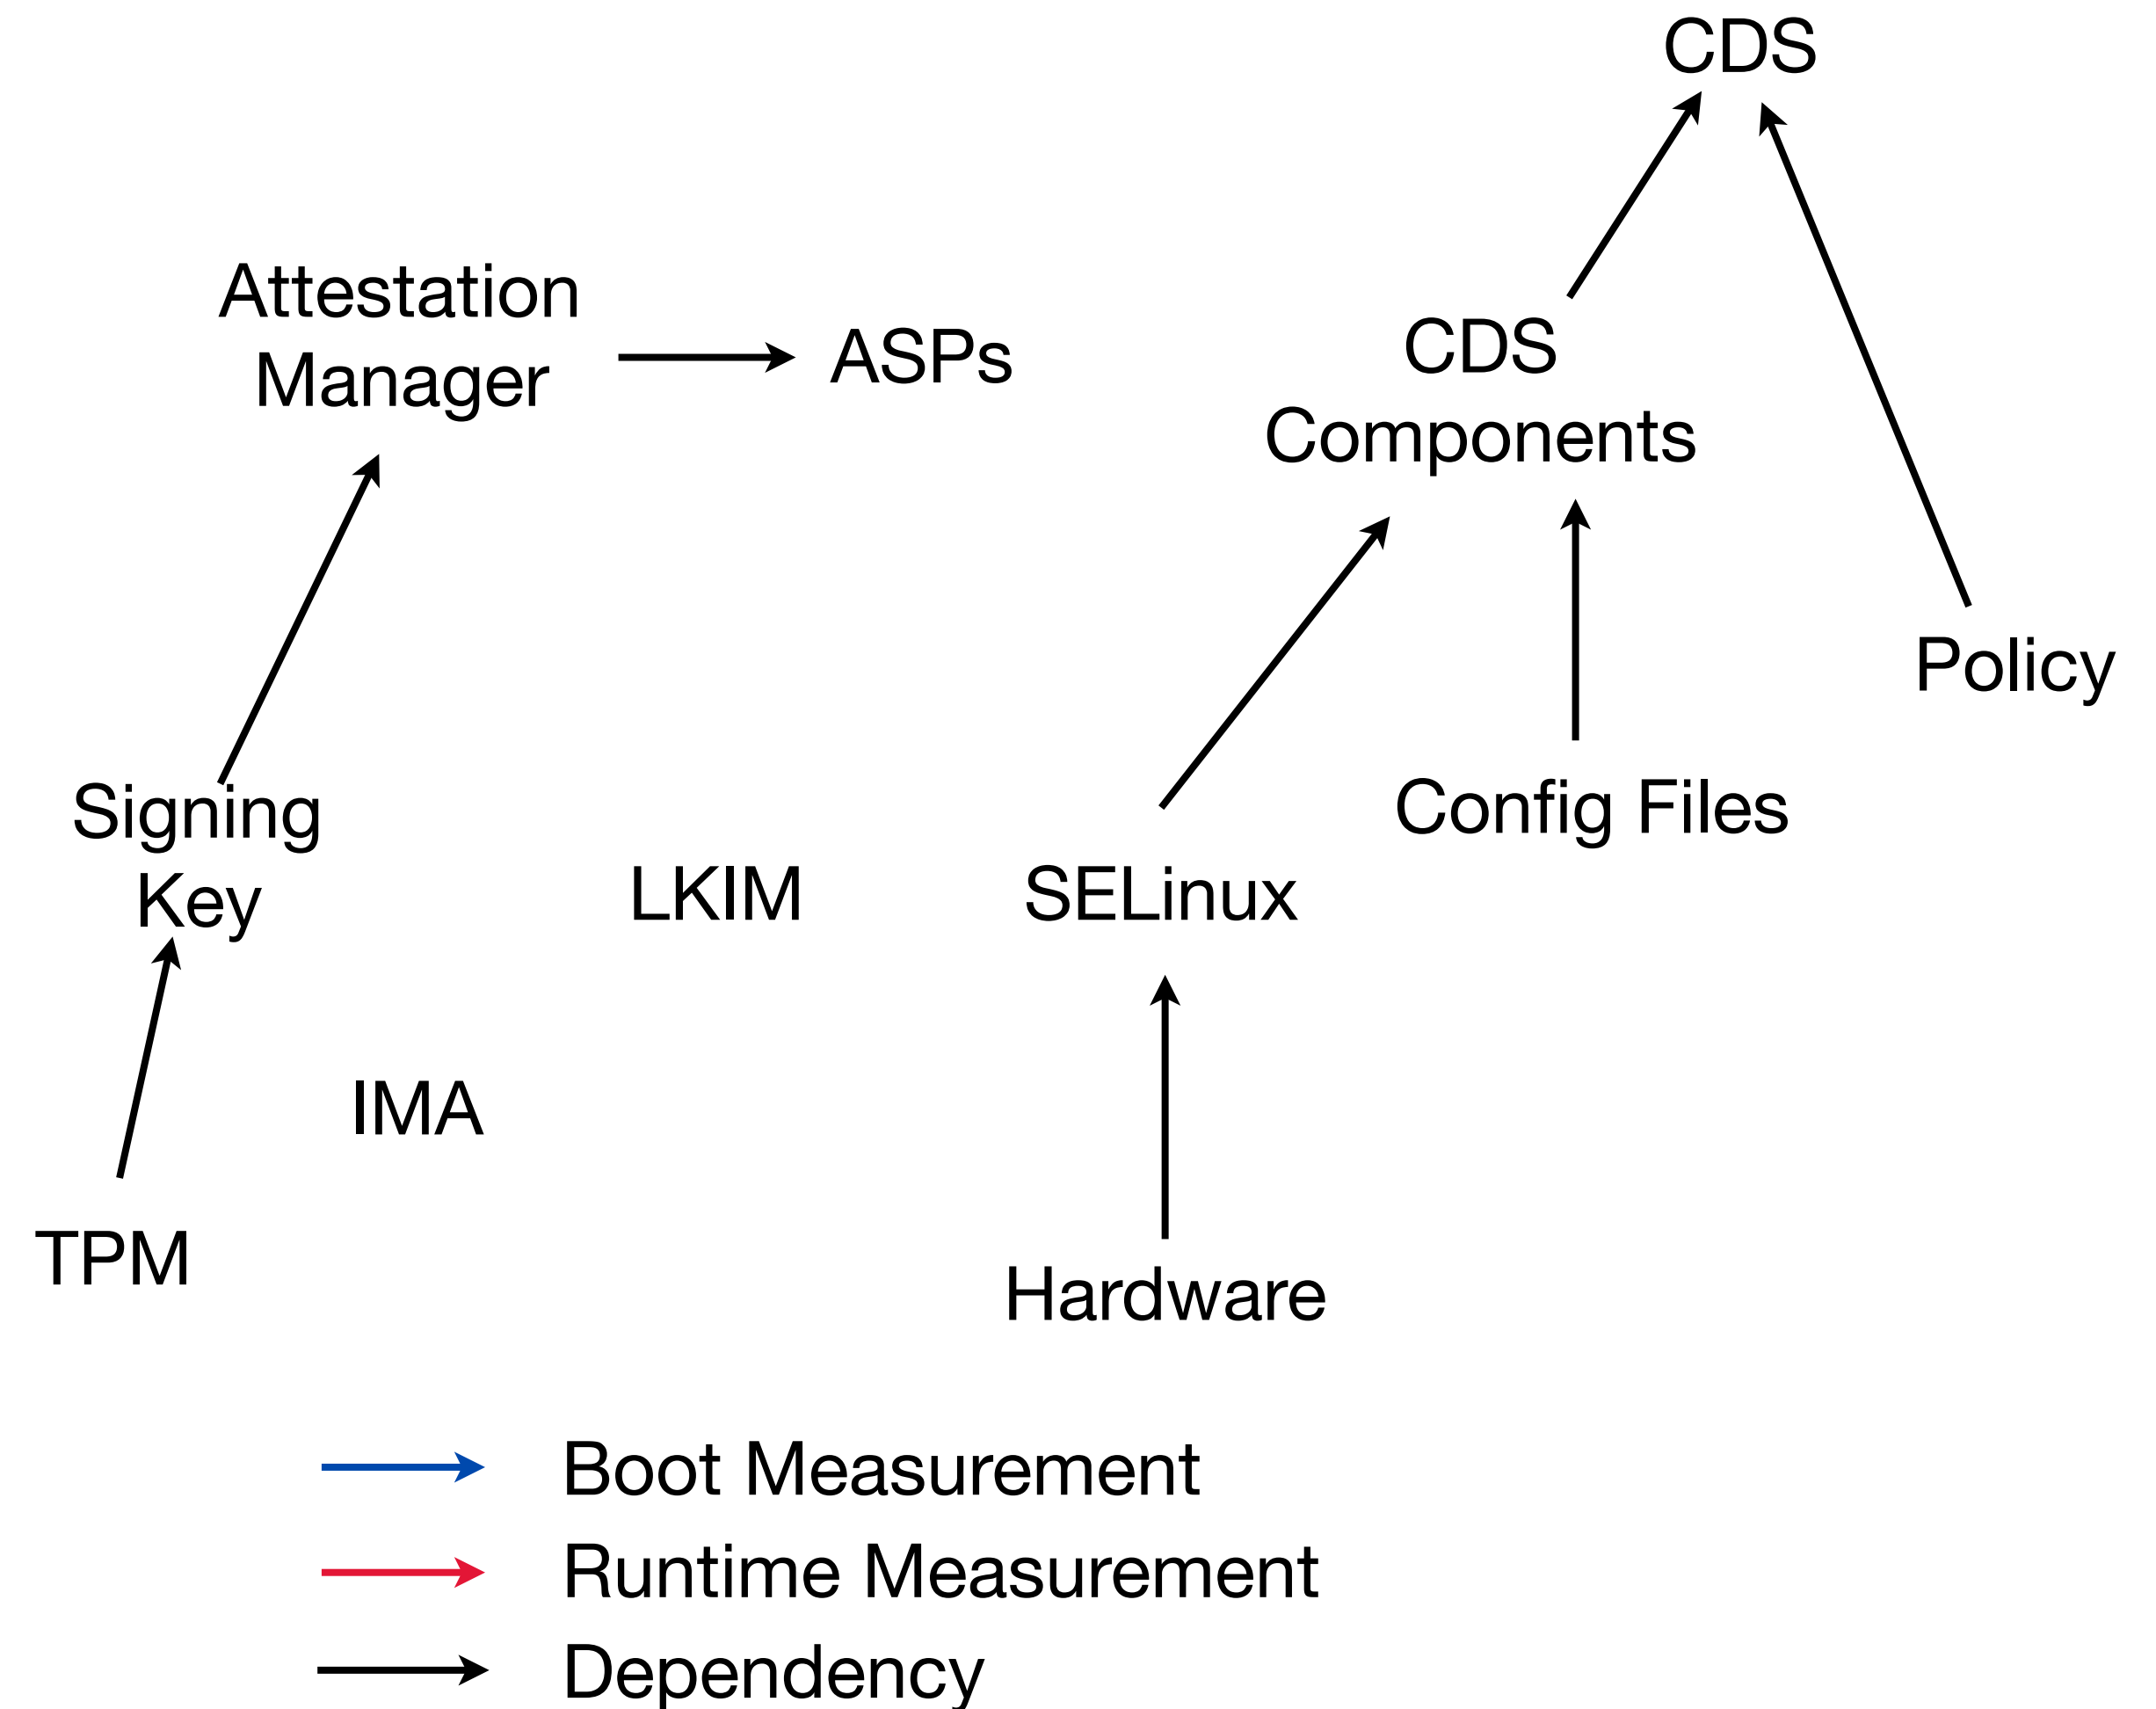 CDS
Attestation
Manager
ASPs
CDS
Components
Policy
Signing
Key
LKIM
SELinux
Config Files
IMA
TPM
Hardware
Boot Measurement
Runtime Measurement
Dependency